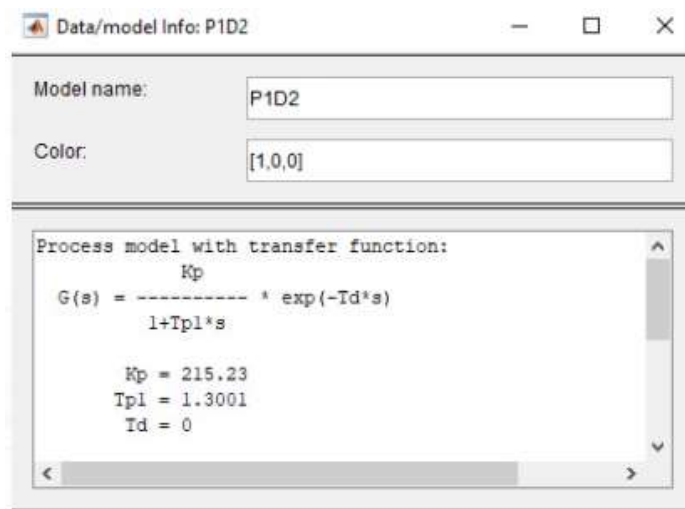 Data/model Info: P1D2
Model name:
P1D2
Color:
[1,0,0]
Process model with transfer function:
Kp
G(s) = ---------- * exp(-Td*s)
1+Tp1*s
Kp = 215.23
Tp1 = 1.3001
Td = 0